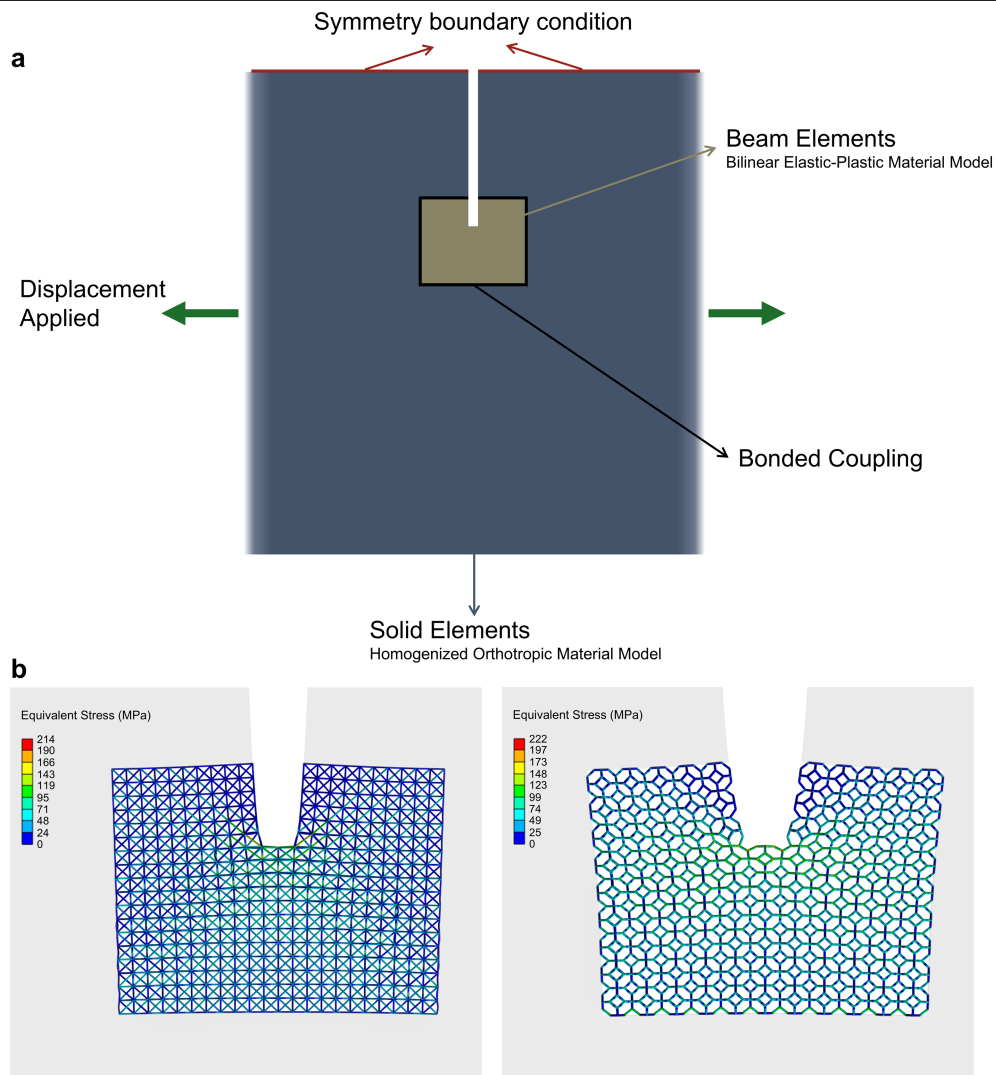 Symmetry boundary condition
a
Beam Elements
Bilinear Elastic-Plastic Material Model
Displacement
Applied
Bonded Coupling
Solid Elements
Homogenized Orthotropic Material Model
b
Equivalent Stress (MPa)
214
190
166
143
119
95
71
48
24
0
Equivalent Stress (MPa)
222
197
173
148
123
99
74
49
25
0